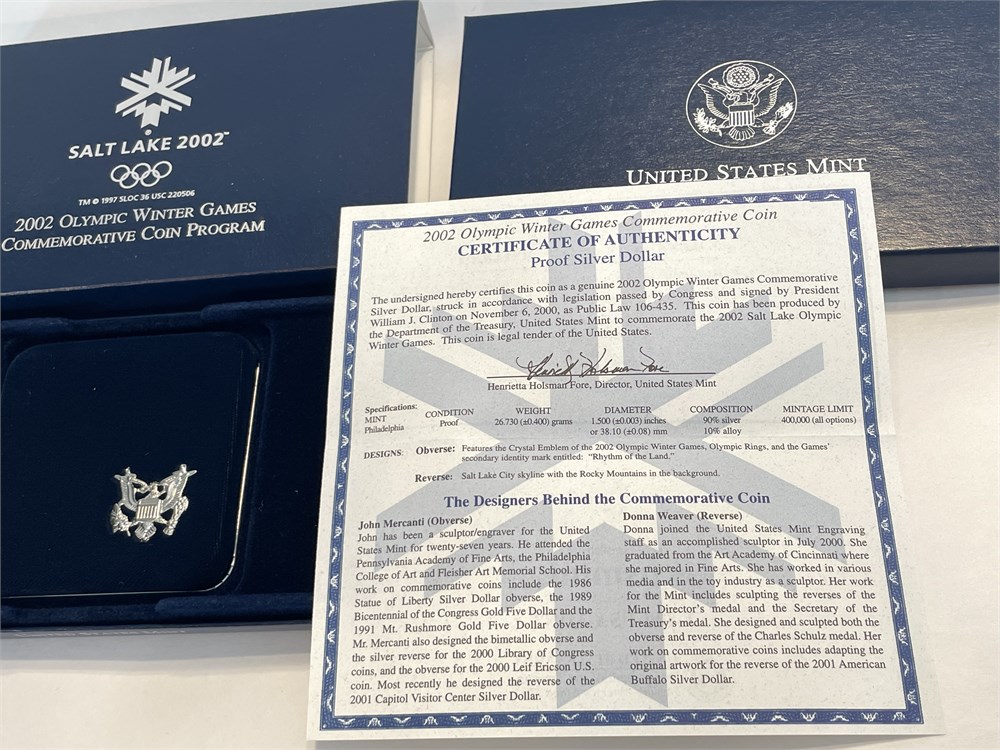 SALT LAKE 2002™
TM © 1997 SLOC 36 USC 220506
2002 OLYMPIC WINTER GAMES
COMMEMORATIVE COIN PROGRAM
UNITED STATES MINT
2002 Olympic Winter Games Commemorative Coin
CERTIFICATE OF AUTHENTICITY
Proof Silver Dollar
The undersigned hereby certifies this coin as a genuine 2002 Olympic Winter Games Commemorative
Silver Dollar, struck in accordance with legislation passed by Congress and signed by President
William J. Clinton on November 6, 2000, as Public Law 106-435. This coin has been produced by
the Department of the Treasury, United States Mint to commemorate the 2002 Salt Lake Olympic
Winter Games. This coin is legal tender of the United States.
Henrietta Holsman Fore
Henrietta Holsman Fore, Director, United States Mint
Specifications:
MINT
Philadelphia
CONDITION
Proof
WEIGHT
26.730 (±0.400) grams
DIAMETER
1.500 (±0.003) inches
or 38.10 (±0.08) mm
COMPOSITION
90% silver
10% alloy
MINTAGE LIMIT
400,000 (all options)
DESIGNS: Obverse: Features the Crystal Emblem of the 2002 Olympic Winter Games, Olympic Rings, and the Games'
secondary identity mark entitled: "Rhythm of the Land."
Reverse: Salt Lake City skyline with the Rocky Mountains in the background.
The Designers Behind the Commemorative Coin
John Mercanti (Obverse)
John has been a sculptor/engraver for the United
States Mint for twenty-seven years. He attended the
Pennsylvania Academy of Fine Arts, the Philadelphia
College of Art and Fleisher Art Memorial School. His
work on commemorative coins include the 1986
Statue of Liberty Silver Dollar obverse, the 1989
Bicentennial of the Congress Gold Five Dollar and the
1991 Mt. Rushmore Gold Five Dollar obverse.
Mr. Mercanti also designed the bimetallic obverse and
the silver reverse for the 2000 Library of Congress
coins, and the obverse for the 2000 Leif Ericson U.S.
coin. Most recently he designed the reverse of the
2001 Capitol Visitor Center Silver Dollar.
Donna Weaver (Reverse)
Donna joined the United States Mint Engraving
staff as an accomplished sculptor in July 2000. She
graduated from the Art Academy of Cincinnati where
she majored in Fine Arts. She has worked in various
media and in the toy industry as a sculptor. Her work
for the Mint includes sculpting the reverses of the
Mint Director's medal and the Secretary of the
Treasury's medal. She designed and sculpted both the
obverse and reverse of the Charles Schulz medal. Her
work on commemorative coins includes adapting the
original artwork for the reverse of the 2001 American
Buffalo Silver Dollar.